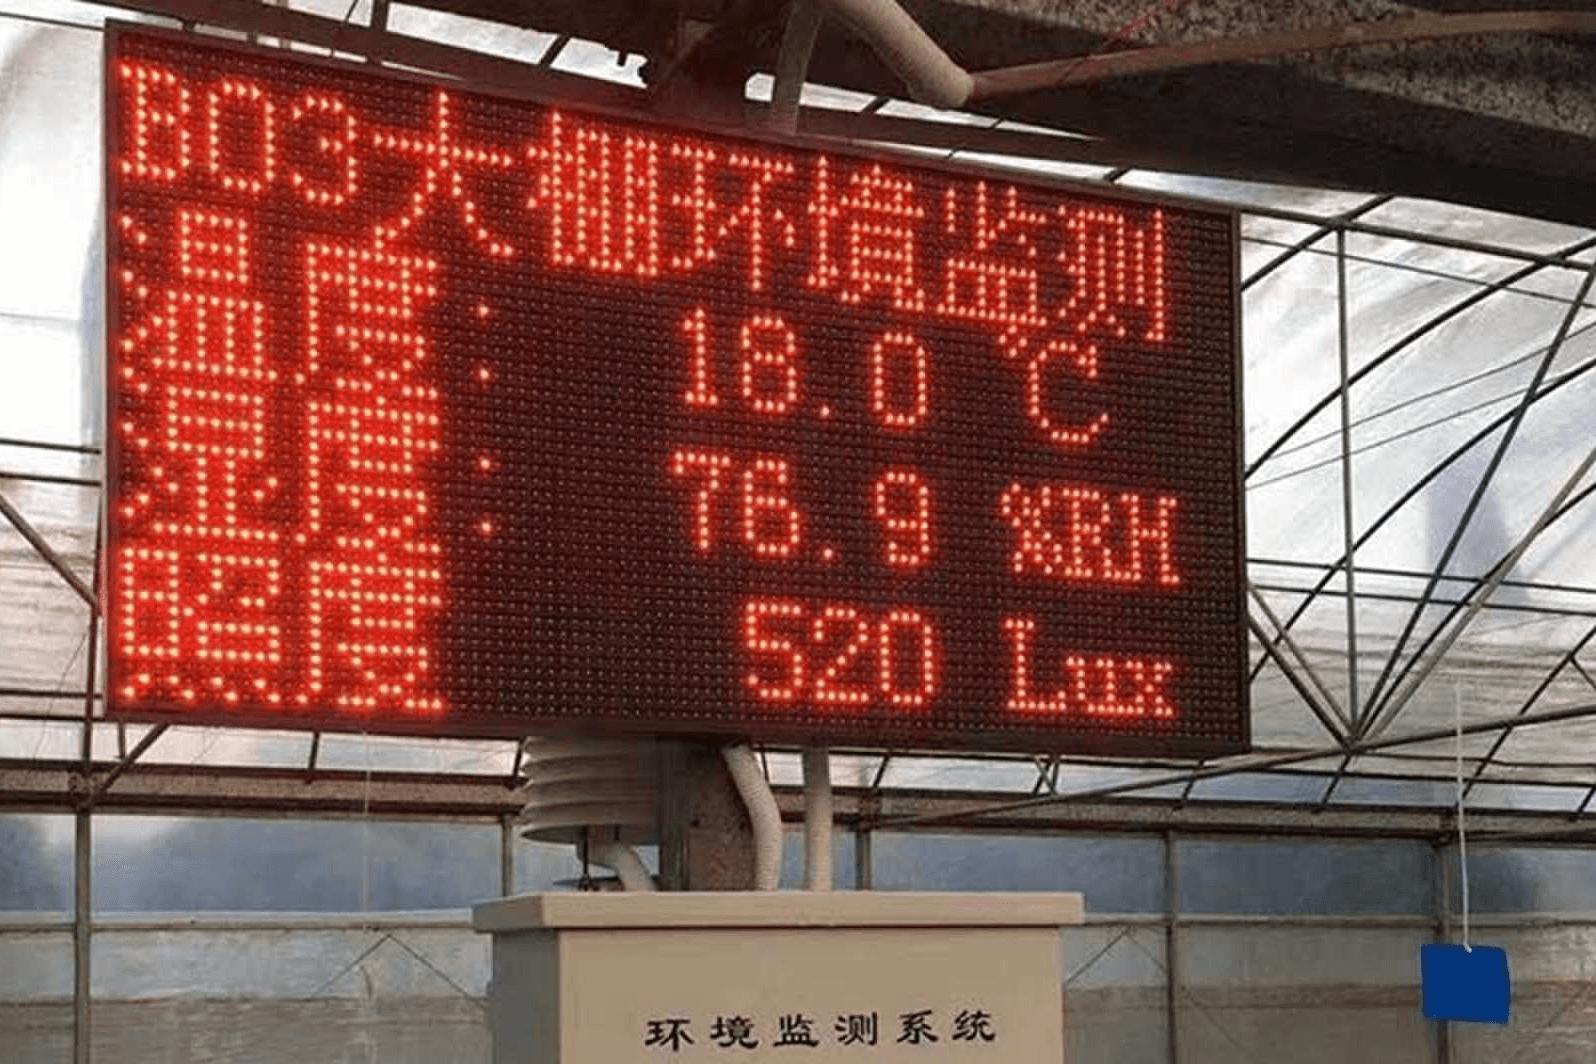 B03大棚环境监测
温度: 18.0 ℃
湿度: 76.9 %RH
照度 520 Lux
环境监测系统